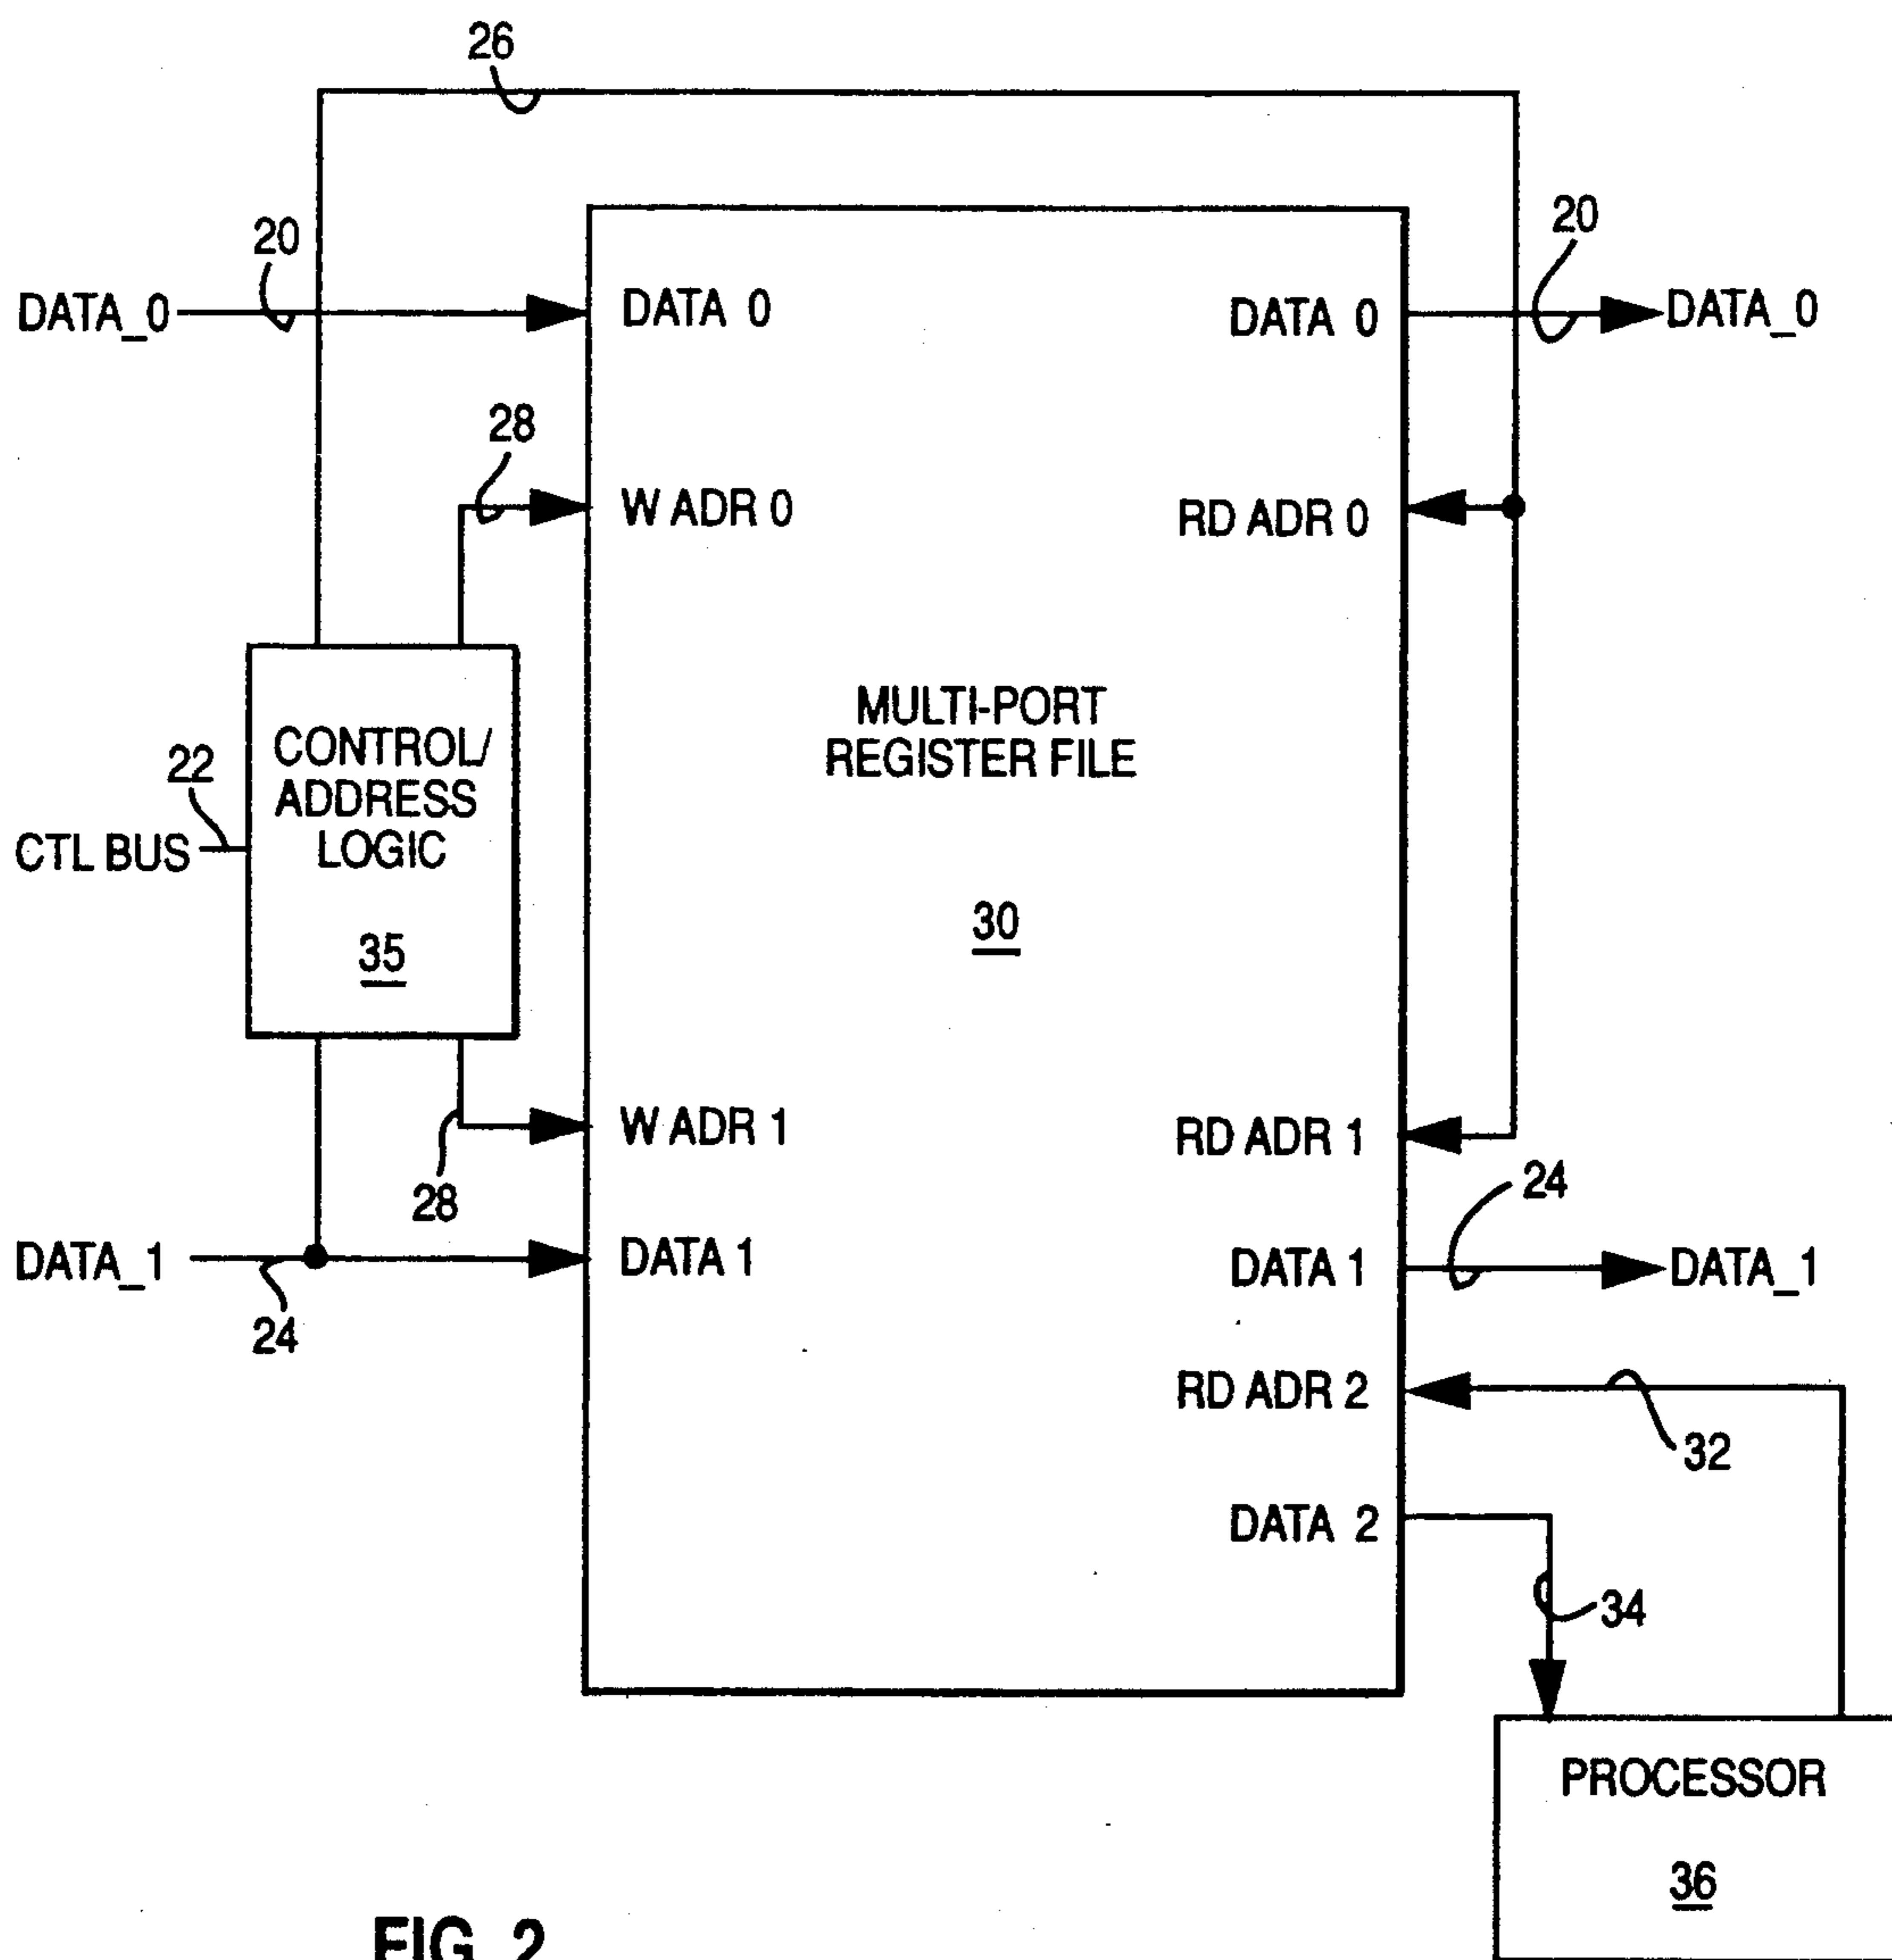 26
20
20
DATA_0
DATA 0
DATA 0
DATA_0
28
W ADR 0
RD ADR 0
MULTI-PORT
REGISTER FILE
30
22
CTL BUS
CONTROL/
ADDRESS
LOGIC
35
W ADR 1
RD ADR 1
28
24
DATA_1
DATA 1
DATA 1
DATA_1
24
RD ADR 2
32
DATA 2
34
PROCESSOR
36
FIG. 2